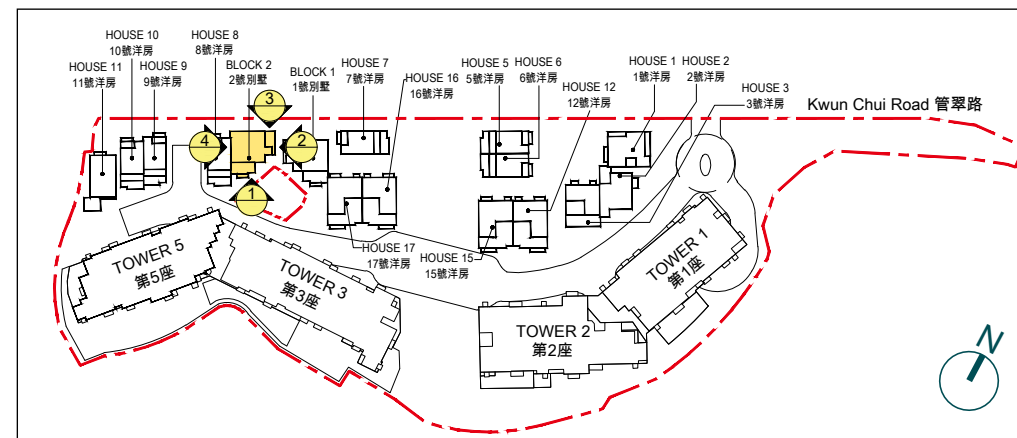 HOUSE 10
10號洋房
HOUSE 8
8號洋房
HOUSE 11
11號洋房
HOUSE 9
9號洋房
BLOCK 2
2號別墅
BLOCK 1
1號別墅
HOUSE 7
7號洋房
HOUSE 16
16號洋房
HOUSE 5
5號洋房
HOUSE 6
6號洋房
HOUSE 12
12號洋房
HOUSE 1
1號洋房
HOUSE 2
2號洋房
HOUSE 3
3號洋房
Kwun Chui Road 管翠路
3
4
2
1
HOUSE 17
17號洋房
HOUSE 15
15號洋房
TOWER 5
第5座
TOWER 3
第3座
TOWER 2
第2座
TOWER 1
第1座
N